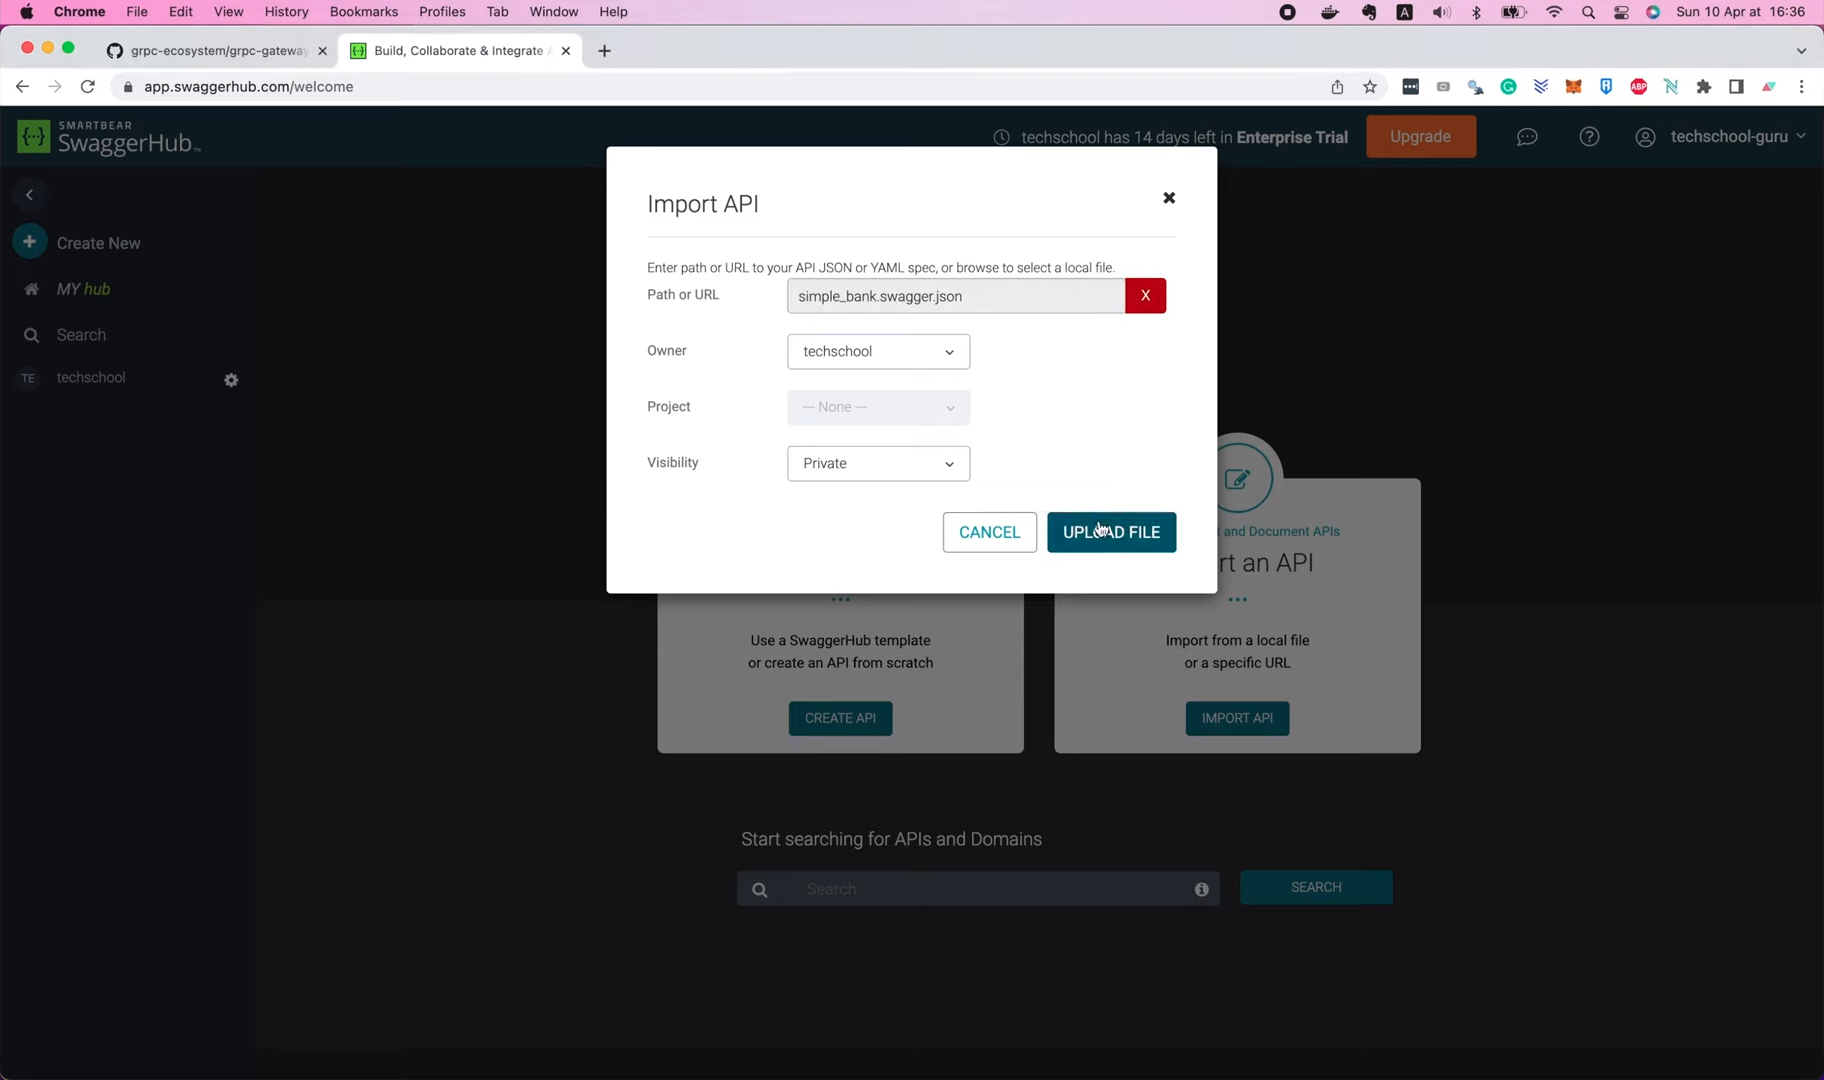 Chrome File Edit View History Bookmarks Profiles Tab Window Help
A
Sun 10 Apr at 16:36
grpc-ecosystem/grpc-gateway
Build, Collaborate & Integrate
app.swaggerhub.com/welcome
ABP
SMARTBEAR
SwaggerHub™
techschool has 14 days left in Enterprise Trial
Upgrade
techschool-guru
Create New
MY hub
Search
TE techschool
Import API
Enter path or URL to your API JSON or YAML spec, or browse to select a local file.
Path or URL
simple_bank.swagger.json
X
Owner
techschool
Project
--- None ---
Visibility
Private
CANCEL
UPLOAD FILE
and Document APIs
rt an API
Use a SwaggerHub template
or create an API from scratch
CREATE API
Import from a local file
or a specific URL
IMPORT API
Start searching for APIs and Domains
Search
SEARCH